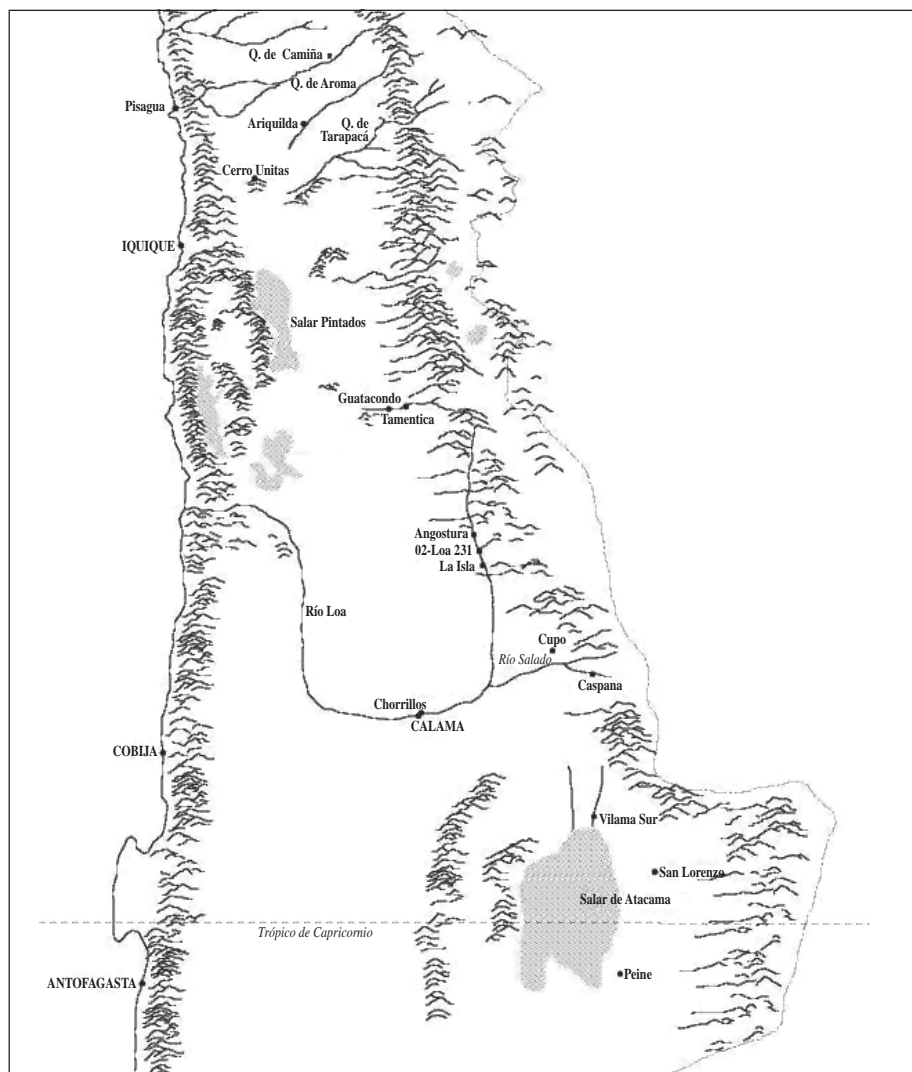 Q. de Camiña
Q. de Aroma
Pisagua
Ariquilda
Q. de
Tarapacá
Cerro Unitas
IQUIQUE
Salar Pintados
Guatacondo
Tamentica
Angostura
02-Loa 231
La Isla
Río Loa
Cupo
Río Salado
Caspana
Chorrillos
CALAMA
COBIJA
Vilama Sur
San Lorenzo
Salar de Atacama
Trópico de Capricornio
Peine
ANTOFAGASTA